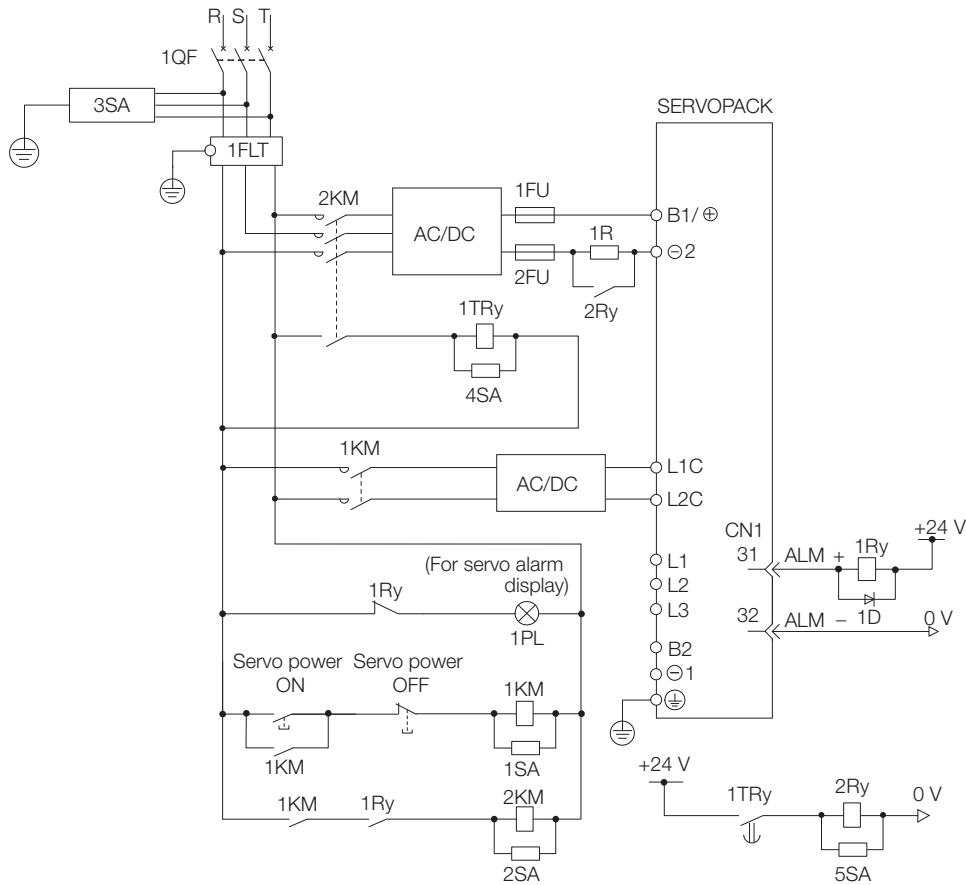 R S T
1QF
3SA
1FLT
SERVOPACK
2KM
AC/DC
1FU
B1/⊕
1R
⊖2
2FU
2Ry
1TRy
4SA
1KM
AC/DC
L1C
L2C
CN1
+24 V
31 ALM + 1Ry
L1
L2
L3
1D
32 ALM − 0 V
B2
⊖1
(For servo alarm
display)
1Ry
1PL
Servo power
ON
Servo power
OFF
1KM
1KM
1SA
1KM 1Ry 2KM
2SA
+24 V
1TRy 2Ry 0 V
5SA